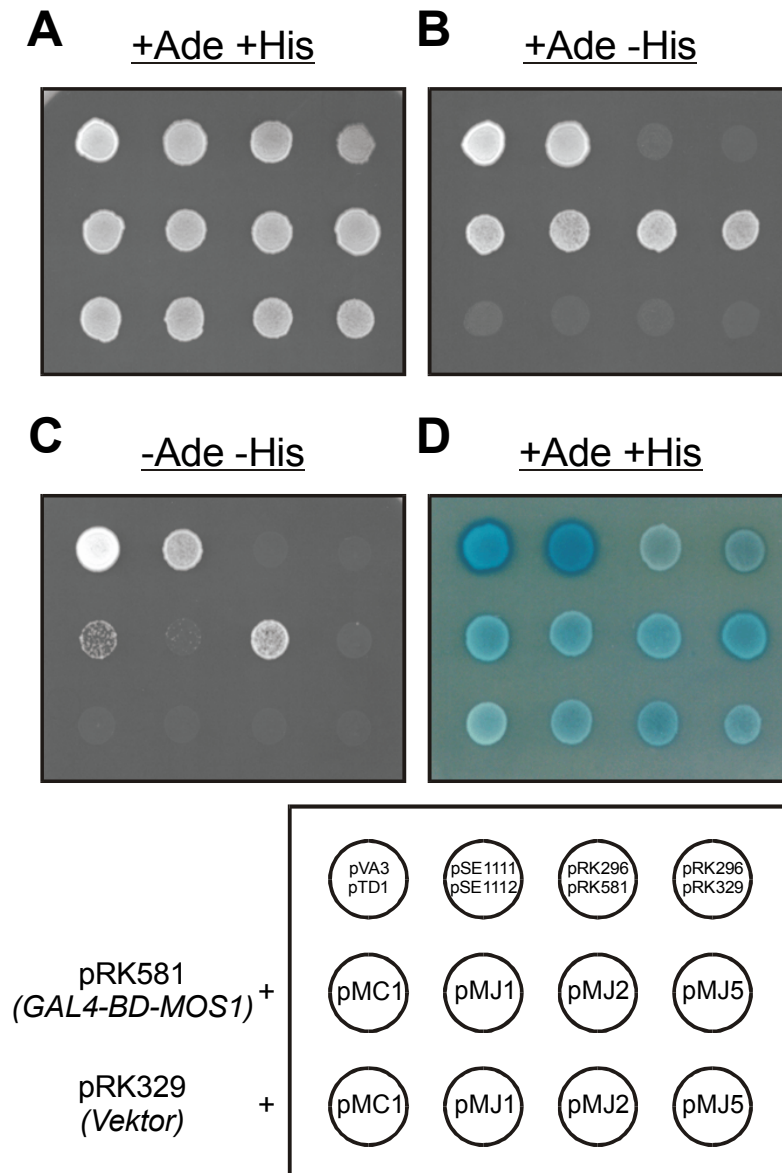 A +Ade +His
B +Ade -His
C -Ade -His
D +Ade +His
pVA3 pSE1111 pRK296 pRK296
pTD1 pSE1112 pRK581 pRK329
pRK581 + pMC1 pMJ1 pMJ2 pMJ5
(GAL4-BD-MOS1)
pRK329 + pMC1 pMJ1 pMJ2 pMJ5
(Vektor)